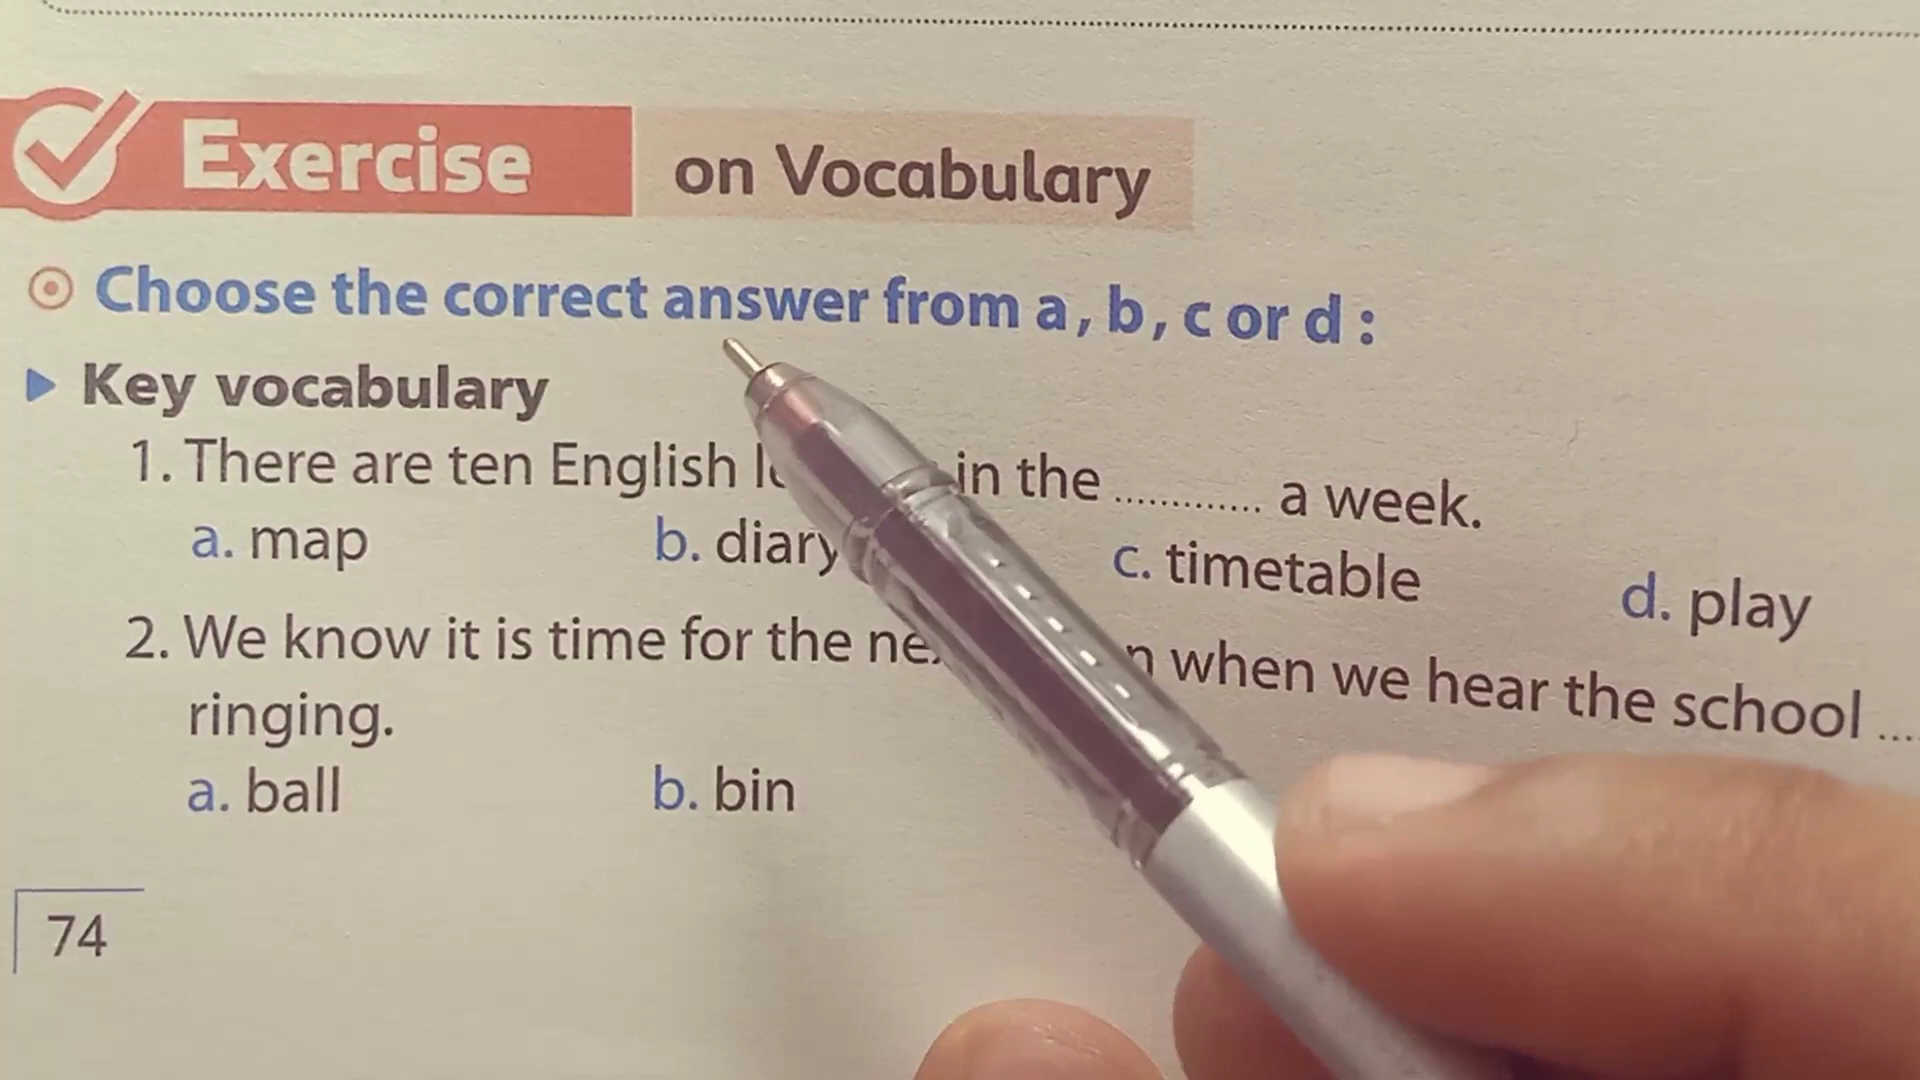 Exercise on Vocabulary
Choose the correct answer from a, b, c or d :
Key vocabulary
1. There are ten English in the ............ a week.
a. map b. diary c. timetable d. play
2. We know it is time for the when we hear the school ....
ringing.
a. ball b. bin
74